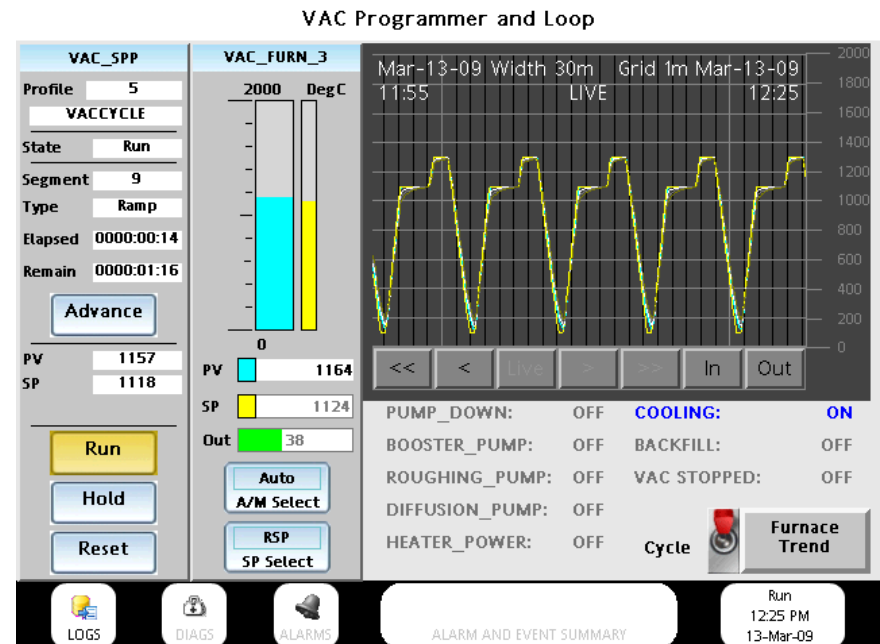 VAC Programmer and Loop
VAC_SPP
Profile 5
VACCYCLE
State Run
Segment 9
Type Ramp
Elapsed 0000:00:14
Remain 0000:01:16
Advance
PV 1157
SP 1118
Run
Hold
Reset
VAC_FURN_3
2000 DegC
0
PV 1164
SP 1124
Out 38
Auto
A/M Select
RSP
SP Select
Mar-13-09 Width 30m Grid 1m Mar-13-09
11:55 LIVE 12:25
2000
1800
1600
1400
1200
1000
800
600
400
200
0
<< < Live > >> In Out
PUMP_DOWN: OFF COOLING: ON
BOOSTER_PUMP: OFF BACKFILL: OFF
ROUGHING_PUMP: OFF VAC STOPPED: OFF
DIFFUSION_PUMP: OFF
HEATER_POWER: OFF Cycle Furnace
Trend
LOGS DIAGS ALARMS ALARM AND EVENT SUMMARY
Run
12:25 PM
13-Mar-09